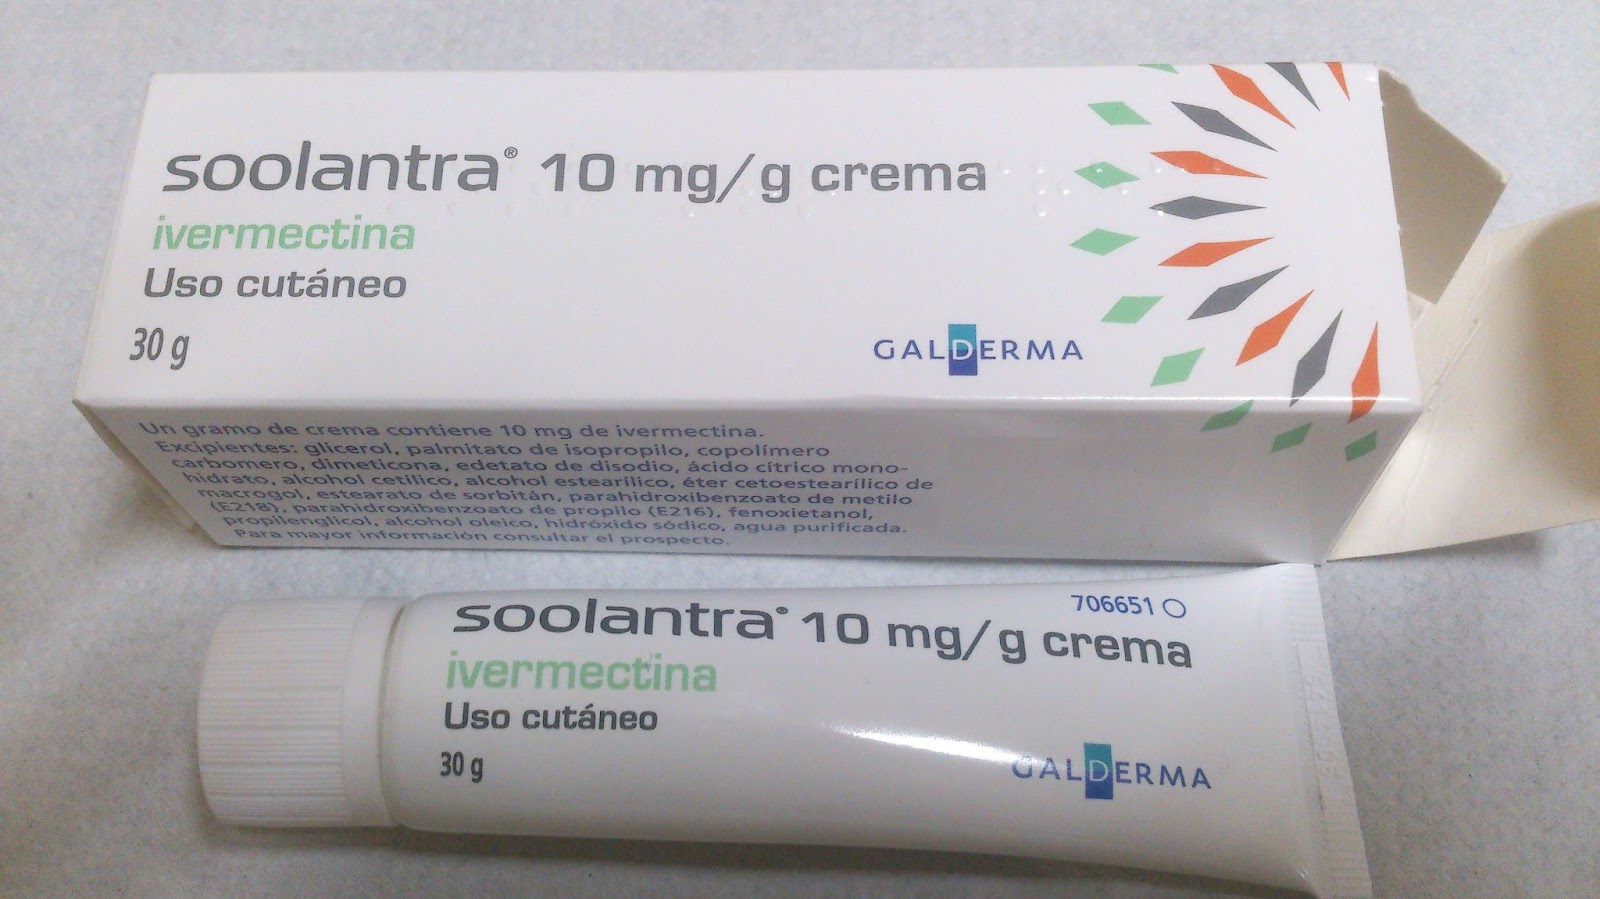 soolantra® 10 mg/g crema
ivermectina
Uso cutáneo
30 g
GALDERMA
Un gramo de crema contiene 10 mg de ivermectina.
Excipientes: glicerol, palmitato de isopropilo, copolímero
carbomero, dimeticona, edetato de disodio, ácido cítrico mono-
hidrato, alcohol cetílico, alcohol estearílico, éter cetoestearílico de
macrogol, estearato de sorbitán, parahidroxibenzoato de metilo
(E218), parahidroxibenzoato de propilo (E216), fenoxietanol,
propilenglicol, alcohol oleico, hidróxido sódico, agua purificada.
Para mayor información consultar el prospecto.
706651
soolantra® 10 mg/g crema
ivermectina
Uso cutáneo
30 g
GALDERMA